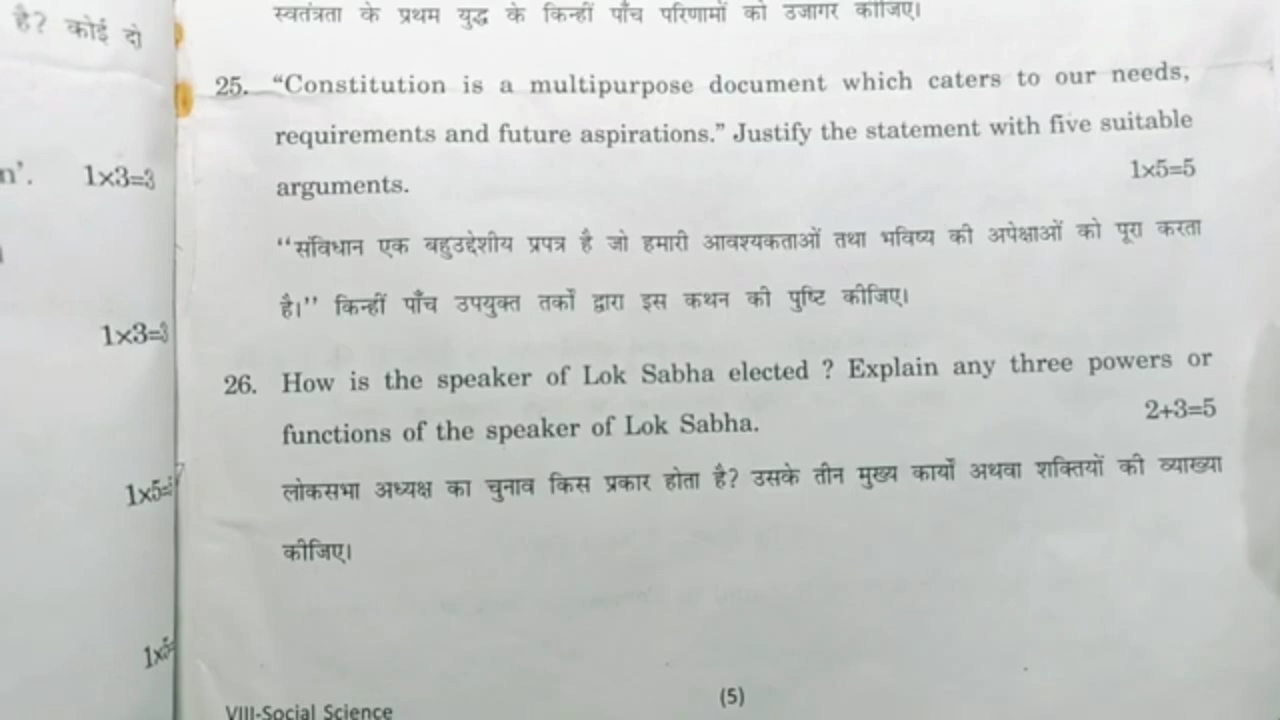 है? कोई दो
n'. 1×3=3
1×3=3
1×5=
स्वतंत्रता के प्रथम युद्ध के किन्हीं पाँच परिणामों को उजागर कीजिए।
25. “Constitution is a multipurpose document which caters to our needs,
requirements and future aspirations.” Justify the statement with five suitable
arguments. 1×5=5
“संविधान एक बहुउद्देशीय प्रपत्र है जो हमारी आवश्यकताओं तथा भविष्य की अपेक्षाओं को पूरा करता
है।” किन्हीं पाँच उपयुक्त तर्कों द्वारा इस कथन की पुष्टि कीजिए।
26. How is the speaker of Lok Sabha elected ? Explain any three powers or
functions of the speaker of Lok Sabha. 2+3=5
लोकसभा अध्यक्ष का चुनाव किस प्रकार होता है? उसके तीन मुख्य कार्यों अथवा शक्तियों की व्याख्या
कीजिए।
VIII-Social Science (5)